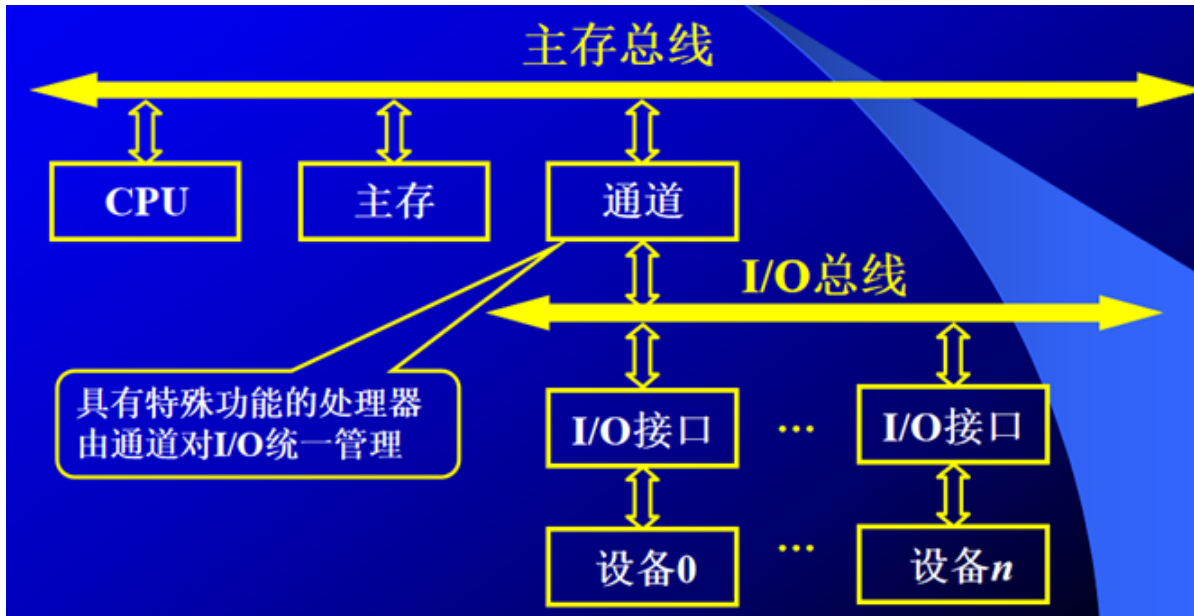 主存总线
CPU
主存
通道
I/O总线
具有特殊功能的处理器
由通道对I/O统一管理
I/O接口
...
I/O接口
设备0
...
设备n